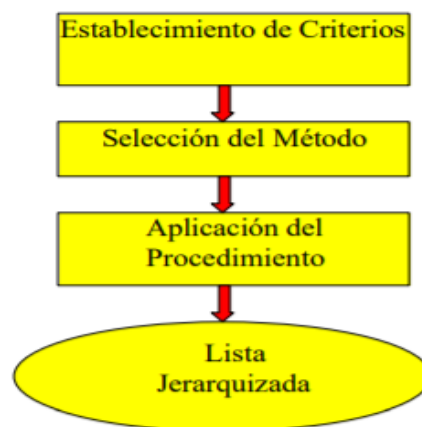 Establecimiento de Criterios
Selección del Método
Aplicación del
Procedimiento
Lista
Jerarquizada